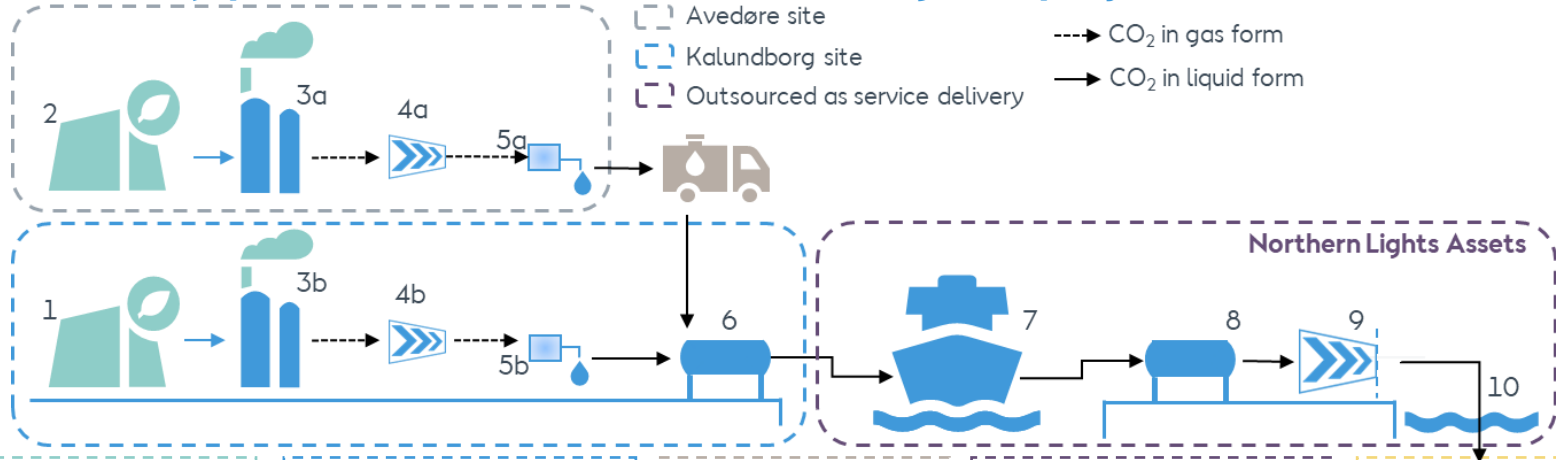 Avedøre site
Kalundborg site
Outsourced as service delivery
CO₂ in gas form
CO₂ in liquid form
2
3a
4a
5a
1
3b
4b
5b
6
Northern Lights Assets
7
8
9
10